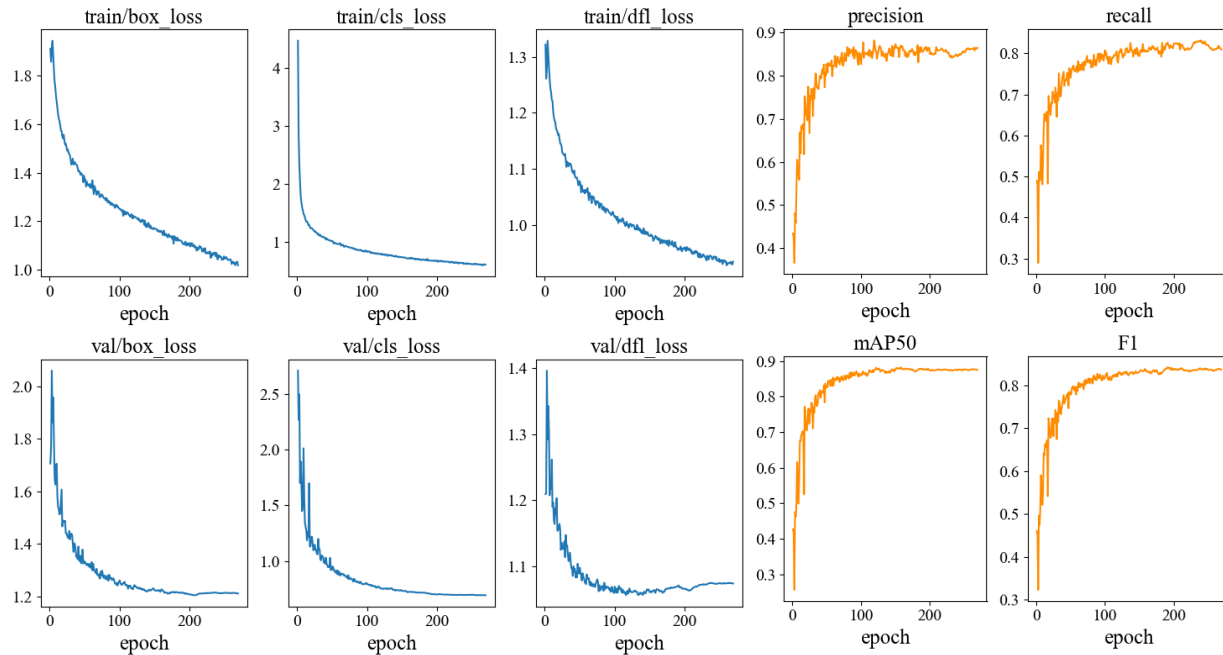 train/box_loss
1.8
1.6
1.4
1.2
1.0
0 100 200
epoch
train/cls_loss
4
3
2
1
0 100 200
epoch
train/dfl_loss
1.3
1.2
1.1
1.0
0 100 200
epoch
precision
0.9
0.8
0.7
0.6
0.5
0.4
0 100 200
epoch
recall
0.8
0.7
0.6
0.5
0.4
0.3
0 100 200
epoch
val/box_loss
2.0
1.8
1.6
1.4
1.2
0 100 200
epoch
val/cls_loss
2.5
2.0
1.5
1.0
0 100 200
epoch
val/dfl_loss
1.4
1.3
1.2
1.1
0 100 200
epoch
mAP50
0.9
0.8
0.7
0.6
0.5
0.4
0.3
0 100 200
epoch
F1
0.8
0.7
0.6
0.5
0.4
0.3
0 100 200
epoch